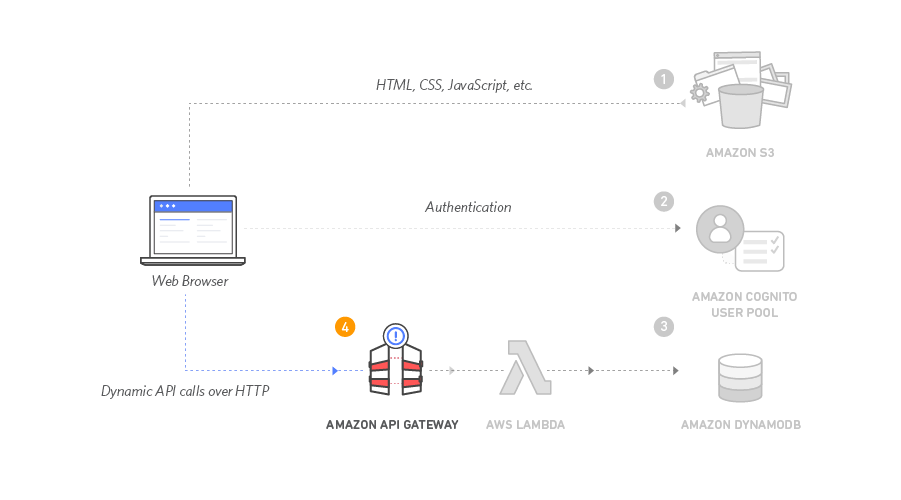 1
HTML, CSS, JavaScript, etc.
AMAZON S3
2
Authentication
Web Browser
AMAZON COGNITO
USER POOL
4
3
Dynamic API calls over HTTP
AMAZON API GATEWAY
AWS LAMBDA
AMAZON DYNAMODB